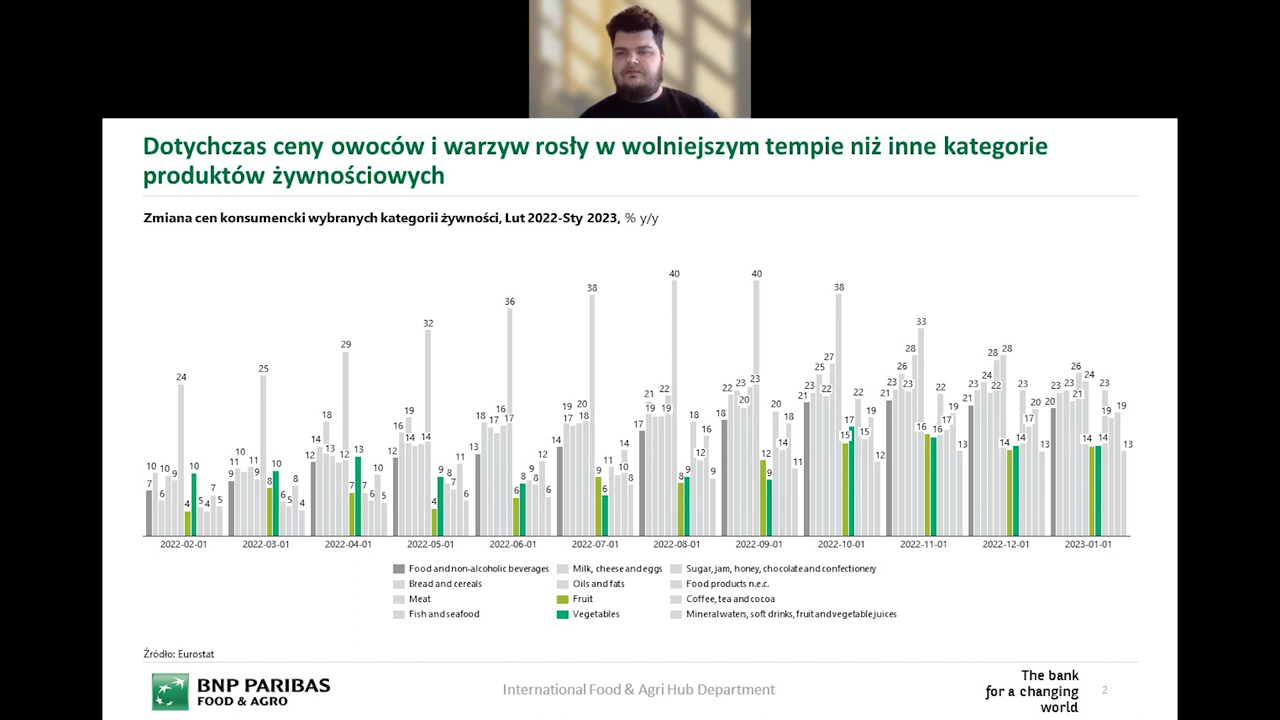 Dotychczas ceny owoców i warzyw rosły w wolniejszym tempie niż inne kategorie
produktów żywnościowych
Zmiana cen konsumencki wybranych kategorii żywności, Lut 2022-Sty 2023, % y/y
7 10 6 10 9 24 4 10 5 4 7 5
9 11 10 11 9 25 8 10 6 5 8 4
12 14 18 13 12 29 7 13 7 6 10 5
12 16 19 14 14 32 4 9 8 7 11 6
13 18 17 16 17 36 6 8 9 8 12 6
14 19 17 20 18 38 9 6 11 10 14 8
17 21 19 22 19 40 8 9 18 12 16 9
18 22 23 20 23 40 12 9 20 14 18 11
21 23 25 22 27 38 15 17 22 15 19 12
21 23 26 23 28 33 16 16 22 17 19 13
21 23 24 28 22 28 14 14 23 17 20 13
20 23 23 26 21 24 14 14 23 19 19 13
2022-02-01 2022-03-01 2022-04-01 2022-05-01 2022-06-01 2022-07-01 2022-08-01 2022-09-01 2022-10-01 2022-11-01 2022-12-01 2023-01-01
Food and non-alcoholic beverages Milk, cheese and eggs Sugar, jam, honey, chocolate and confectionery
Bread and cereals Oils and fats Food products n.e.c.
Meat Fruit Coffee, tea and cocoa
Fish and seafood Vegetables Mineral waters, soft drinks, fruit and vegetable juices
Źródło: Eurostat
BNP PARIBAS
FOOD & AGRO
International Food & Agri Hub Department
The bank
for a changing
world
2